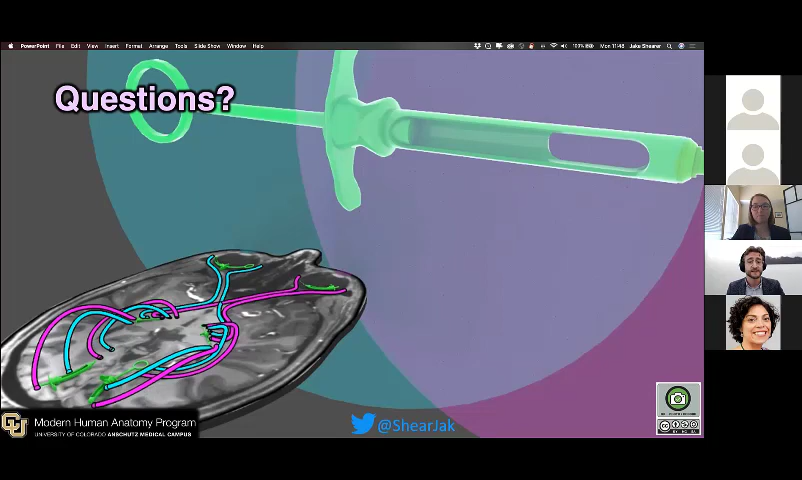 PowerPoint File Edit View Insert Format Arrange Tools Slide Show Window Help
100% Mon 11:48 Jake Shearer
Questions?
Modern Human Anatomy Program
UNIVERSITY OF COLORADO ANSCHUTZ MEDICAL CAMPUS
@ShearJak